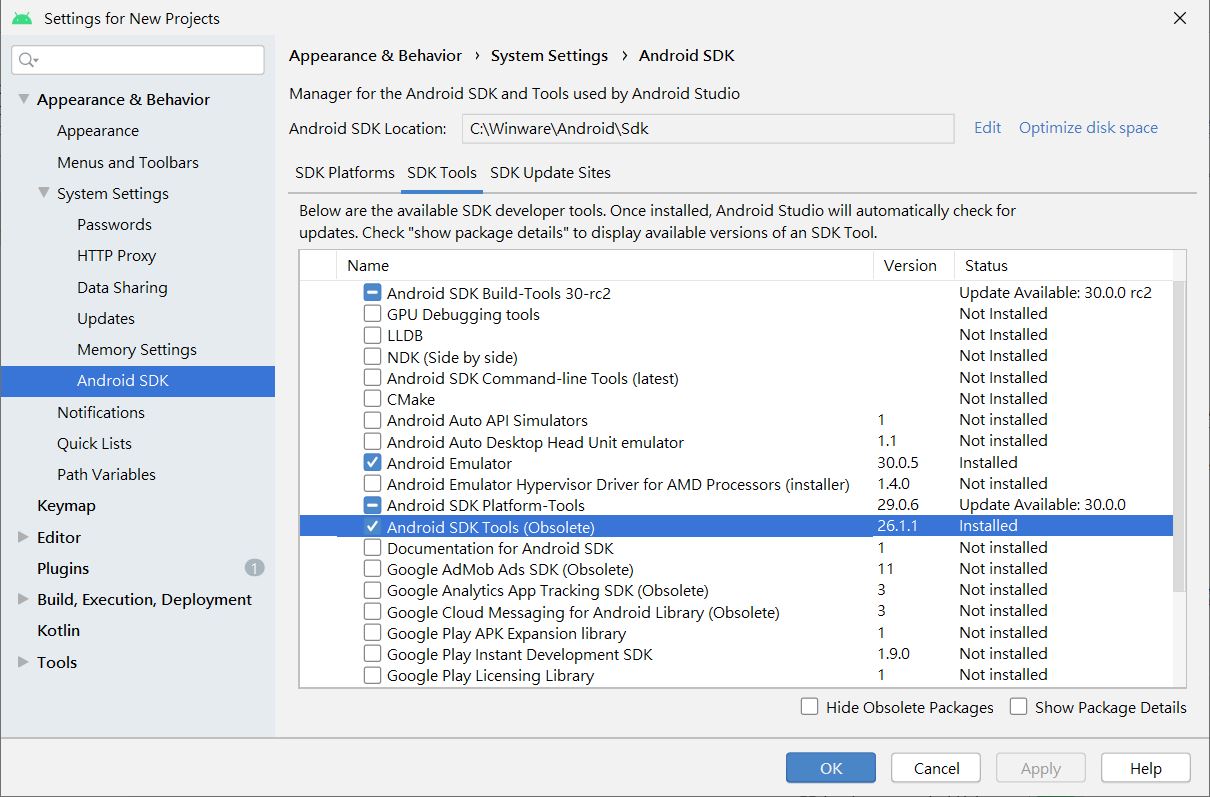 Settings for New Projects
Appearance & Behavior
Appearance
Menus and Toolbars
System Settings
Passwords
HTTP Proxy
Data Sharing
Updates
Memory Settings
Android SDK
Notifications
Quick Lists
Path Variables
Keymap
Editor
Plugins 1
Build, Execution, Deployment
Kotlin
Tools
Appearance & Behavior › System Settings › Android SDK
Manager for the Android SDK and Tools used by Android Studio
Android SDK Location: C:\Winware\Android\Sdk Edit Optimize disk space
SDK Platforms SDK Tools SDK Update Sites
Below are the available SDK developer tools. Once installed, Android Studio will automatically check for
updates. Check "show package details" to display available versions of an SDK Tool.
Name Version Status
Android SDK Build-Tools 30-rc2 Update Available: 30.0.0 rc2
GPU Debugging tools Not Installed
LLDB Not Installed
NDK (Side by side) Not Installed
Android SDK Command-line Tools (latest) Not Installed
CMake Not Installed
Android Auto API Simulators 1 Not installed
Android Auto Desktop Head Unit emulator 1.1 Not installed
Android Emulator 30.0.5 Installed
Android Emulator Hypervisor Driver for AMD Processors (installer) 1.4.0 Not installed
Android SDK Platform-Tools 29.0.6 Update Available: 30.0.0
Android SDK Tools (Obsolete) 26.1.1 Installed
Documentation for Android SDK 1 Not installed
Google AdMob Ads SDK (Obsolete) 11 Not installed
Google Analytics App Tracking SDK (Obsolete) 3 Not installed
Google Cloud Messaging for Android Library (Obsolete) 3 Not installed
Google Play APK Expansion library 1 Not installed
Google Play Instant Development SDK 1.9.0 Not installed
Google Play Licensing Library 1 Not installed
Hide Obsolete Packages Show Package Details
OK Cancel Apply Help